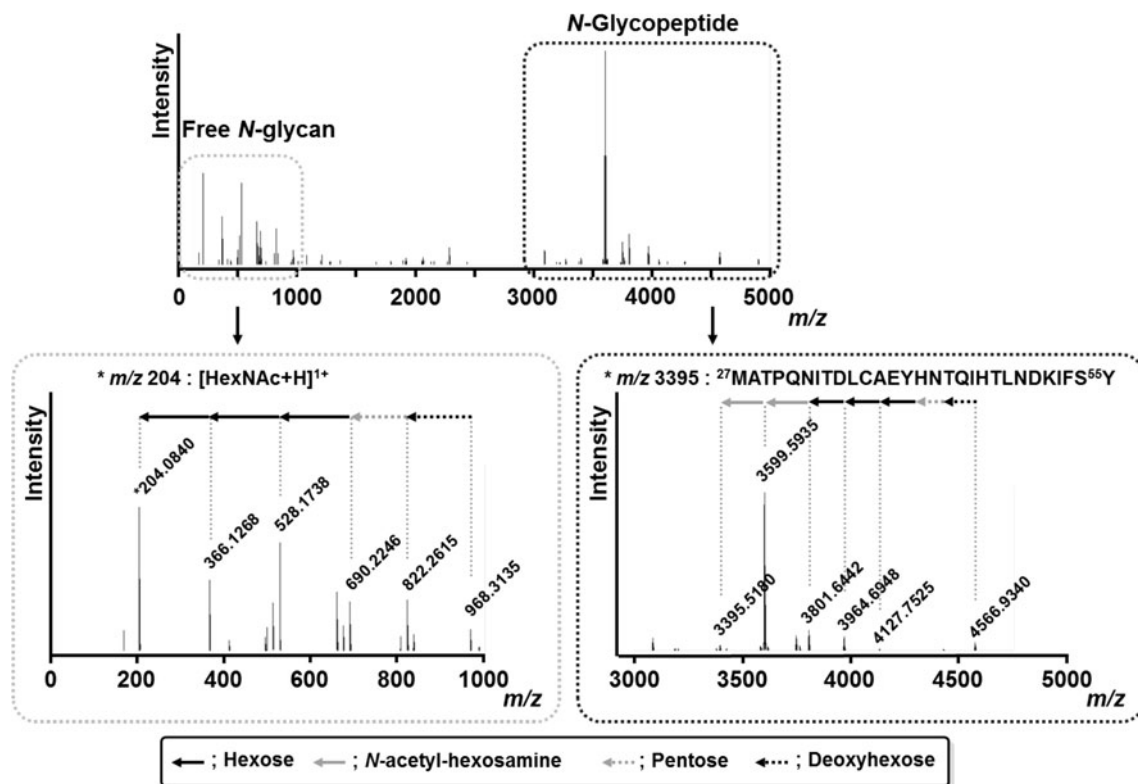 N-Glycopeptide
Intensity
Free N-glycan
0 1000 2000 3000 4000 5000
m/z
* m/z 204 : [HexNAc+H]¹⁺
Intensity
*204.0840
366.1268
528.1738
690.2246
822.2615
968.3135
0 200 400 600 800 1000
m/z
* m/z 3395 : ²⁷MATPQNITDLCAEYHNTQIHTLNDKIFS⁵⁵Y
Intensity
3395.5180
3599.5935
3801.6442
3964.6948
4127.7525
4566.9340
3000 3500 4000 4500 5000
m/z
; Hexose ; N-acetyl-hexosamine ; Pentose ; Deoxyhexose